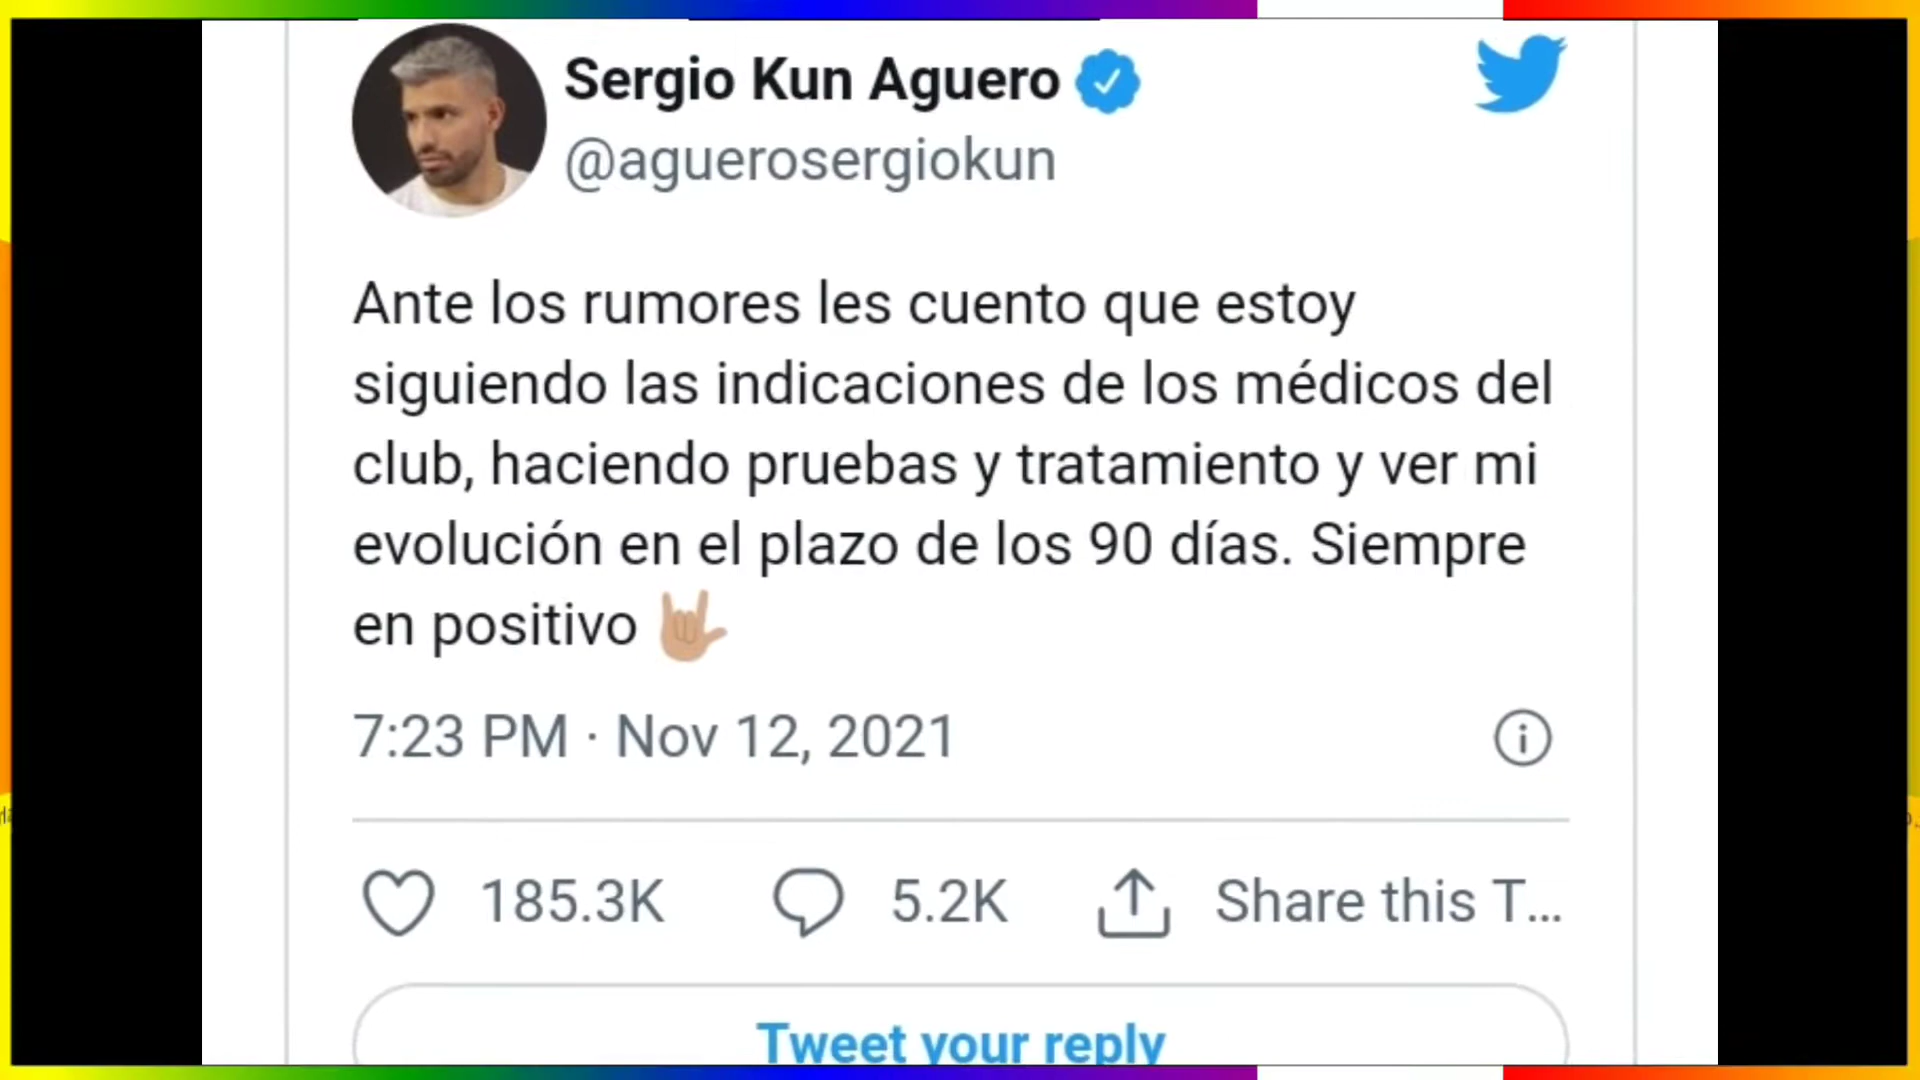 Sergio Kun Aguero
@aguerosergiokun
Ante los rumores les cuento que estoy
siguiendo las indicaciones de los médicos del
club, haciendo pruebas y tratamiento y ver mi
evolución en el plazo de los 90 días. Siempre
en positivo 🤟🏼
7:23 PM · Nov 12, 2021
185.3K 5.2K Share this T...
Tweet your reply